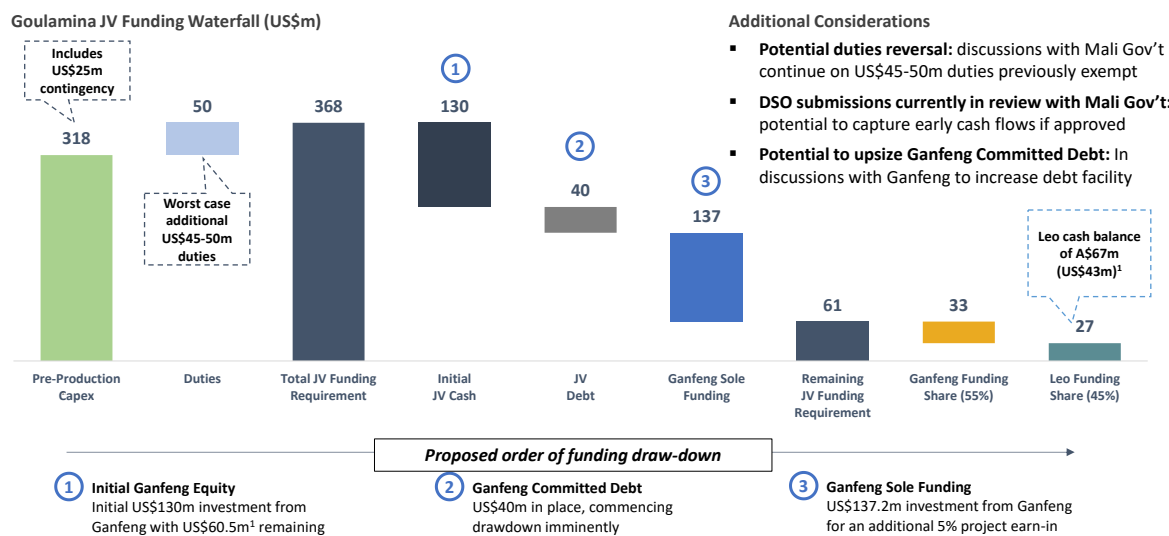 Goulamina JV Funding Waterfall (US$m)
Includes
US$25m
contingency
318
50
Worst case
additional
US$45-50m
duties
368
1
130
2
40
3
137
61
33
Leo cash balance
of A$67m
(US$43m)1
27
Pre-Production
Capex
Duties
Total JV Funding
Requirement
Initial
JV Cash
JV
Debt
Ganfeng Sole
Funding
Remaining
JV Funding
Requirement
Ganfeng Funding
Share (55%)
Leo Funding
Share (45%)
Additional Considerations
▪ Potential duties reversal: discussions with Mali Gov't
continue on US$45-50m duties previously exempt
▪ DSO submissions currently in review with Mali Gov't:
potential to capture early cash flows if approved
▪ Potential to upsize Ganfeng Committed Debt: In
discussions with Ganfeng to increase debt facility
Proposed order of funding draw-down
1 Initial Ganfeng Equity
Initial US$130m investment from
Ganfeng with US$60.5m1 remaining
2 Ganfeng Committed Debt
US$40m in place, commencing
drawdown imminently
3 Ganfeng Sole Funding
US$137.2m investment from Ganfeng
for an additional 5% project earn-in